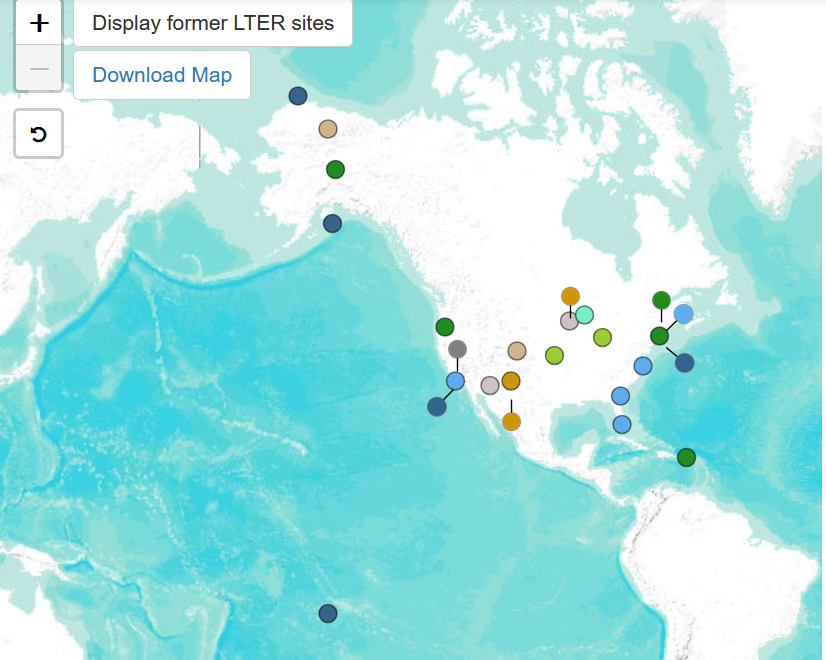 +
Display former LTER sites
−
Download Map